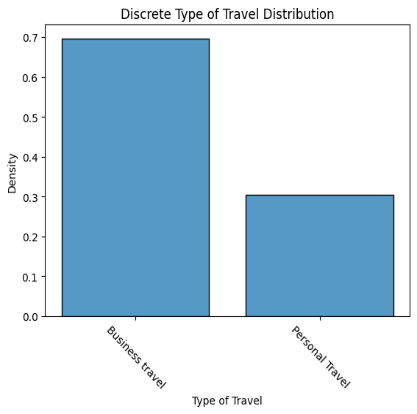 Discrete Type of Travel Distribution
Density
0.7
0.6
0.5
0.4
0.3
0.2
0.1
0.0
Business travel
Personal Travel
Type of Travel